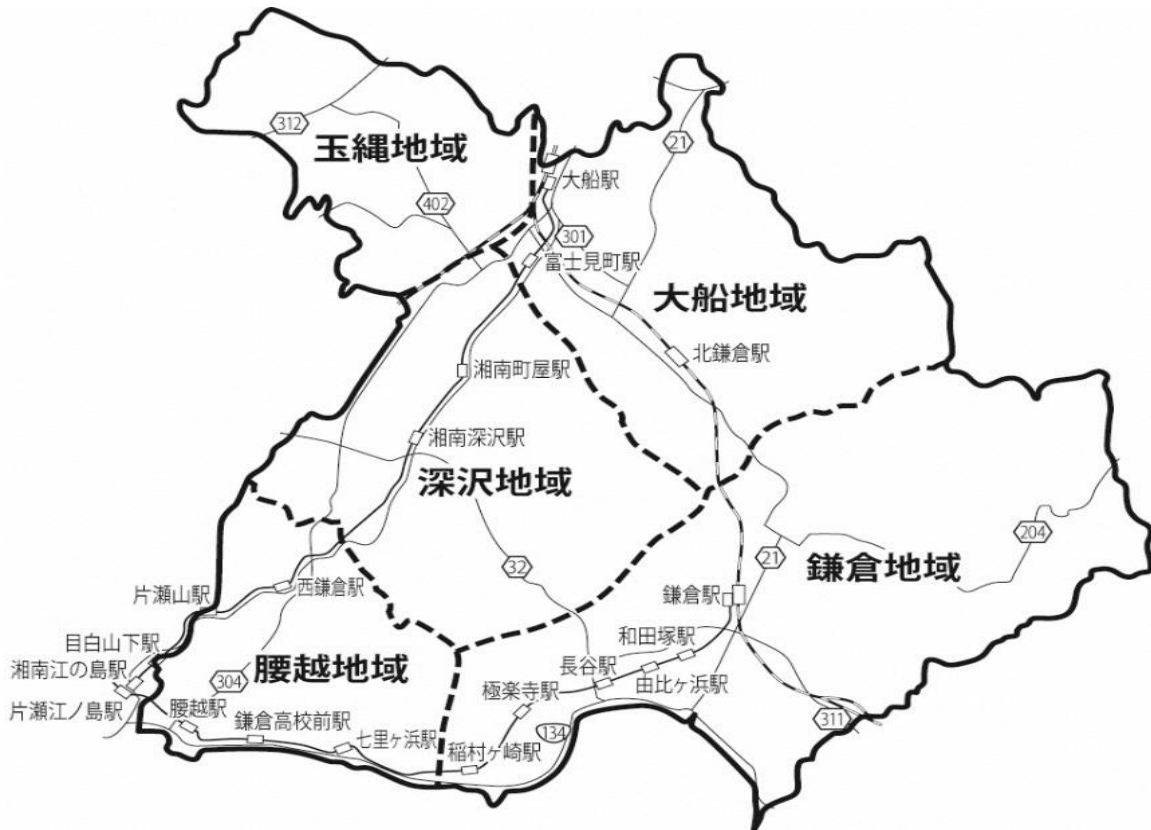 312
玉縄地域
21
大船駅
402
301
富士見町駅
大船地域
北鎌倉駅
湘南町屋駅
湘南深沢駅
深沢地域
204
21
32
鎌倉地域
西鎌倉駅
鎌倉駅
片瀬山駅
和田塚駅
目白山下駅
長谷駅
湘南江の島駅
304
腰越地域
由比ヶ浜駅
極楽寺駅
片瀬江ノ島駅
腰越駅
鎌倉高校前駅
311
134
七里ヶ浜駅
稲村ヶ崎駅